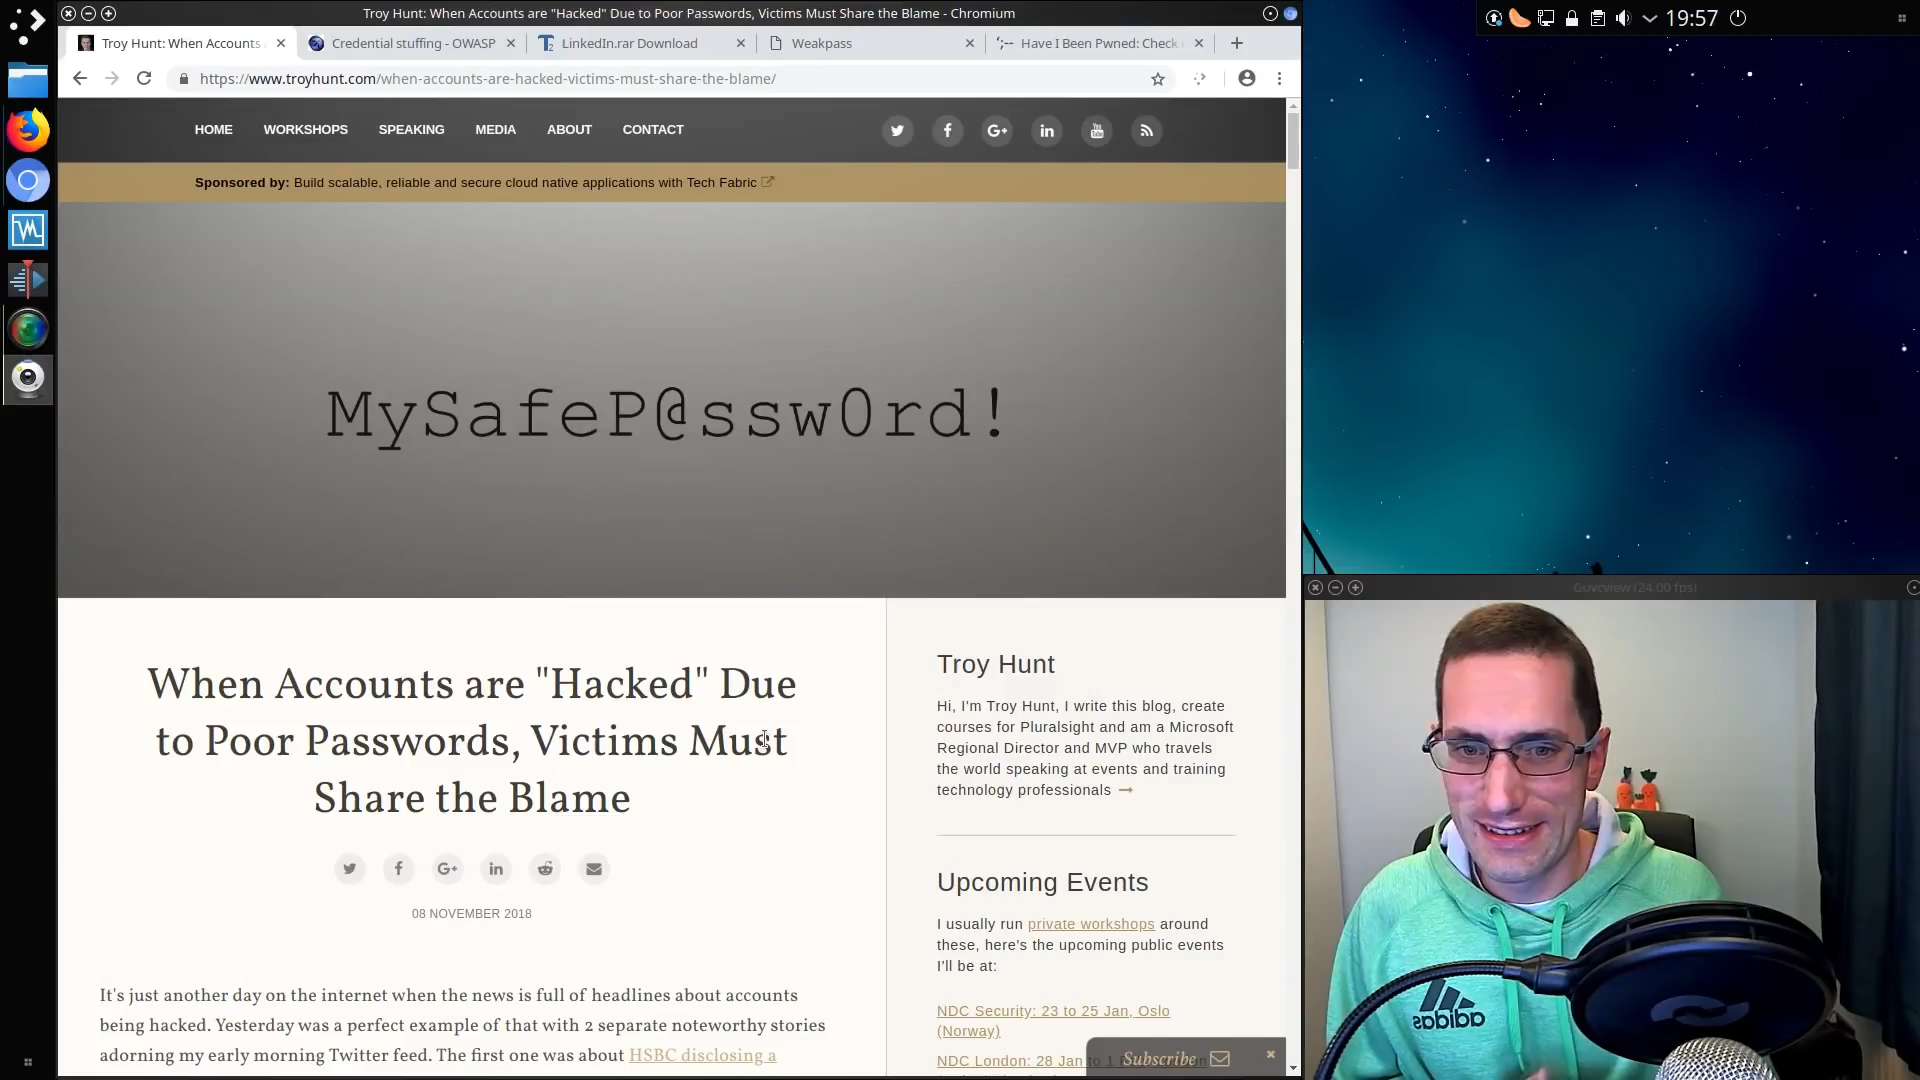 Troy Hunt: When Accounts are "Hacked" Due to Poor Passwords, Victims Must Share the Blame - Chromium
19:57
Troy Hunt: When Accounts
Credential stuffing - OWASP
LinkedIn.rar Download
Weakpass
Have I Been Pwned: Check
https://www.troyhunt.com/when-accounts-are-hacked-victims-must-share-the-blame/
HOME WORKSHOPS SPEAKING MEDIA ABOUT CONTACT
Sponsored by: Build scalable, reliable and secure cloud native applications with Tech Fabric
MySafeP@ssw0rd!
When Accounts are "Hacked" Due
to Poor Passwords, Victims Must
Share the Blame
08 NOVEMBER 2018
It's just another day on the internet when the news is full of headlines about accounts
being hacked. Yesterday was a perfect example of that with 2 separate noteworthy stories
adorning my early morning Twitter feed. The first one was about HSBC disclosing a
Troy Hunt
Hi, I'm Troy Hunt, I write this blog, create
courses for Pluralsight and am a Microsoft
Regional Director and MVP who travels
the world speaking at events and training
technology professionals
Upcoming Events
I usually run private workshops around
these, here's the upcoming public events
I'll be at:
NDC Security: 23 to 25 Jan, Oslo
(Norway)
NDC London: 28 Jan to 1
Subscribe
Guvcview (24.00 fps)
adidas